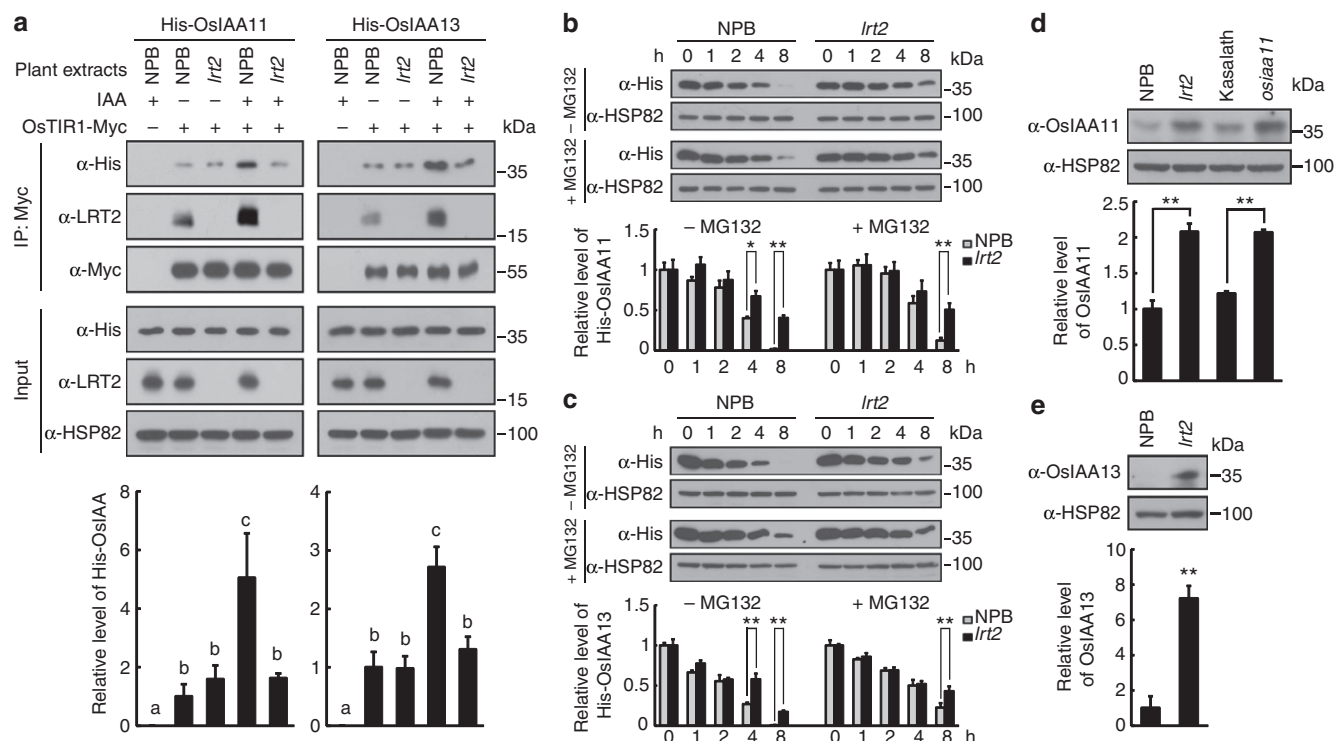 a
His-OsIAA11
His-OsIAA13
Plant extracts
NPB
NPB
lrt2
NPB
lrt2
NPB
NPB
lrt2
NPB
lrt2
IAA
+ − − + +
+ − − + +
OsTIR1-Myc
− + + + +
− + + + +
kDa
IP: Myc
α-His
35
α-LRT2
15
α-Myc
55
Input
α-His
35
α-LRT2
15
α-HSP82
100
Relative level of His-OsIAA
8
6
4
2
0
a
b
b
c
b
4
3
2
1
0
a
b
b
c
b
b
NPB
lrt2
h
0 1 2 4 8
0 1 2 4 8
kDa
− MG132
α-His
35
α-HSP82
100
+ MG132
α-His
35
α-HSP82
100
Relative level of
His-OsIAA11
1.5
1
0.5
0
− MG132
+ MG132
* **
**
NPB
lrt2
0 1 2 4 8
0 1 2 4 8
h
c
NPB
lrt2
h
0 1 2 4 8
0 1 2 4 8
kDa
− MG132
α-His
35
α-HSP82
100
+ MG132
α-His
35
α-HSP82
100
Relative level of
His-OsIAA13
1.5
1
0.5
0
− MG132
+ MG132
** **
**
NPB
lrt2
0 1 2 4 8
0 1 2 4 8
h
d
NPB
lrt2
Kasalath
osiaa11
kDa
α-OsIAA11
35
α-HSP82
100
Relative level
of OsIAA11
2.5
2
1.5
1
0.5
0
**
**
e
NPB
lrt2
kDa
α-OsIAA13
35
α-HSP82
100
Relative level
of OsIAA13
10
8
6
4
2
0
**